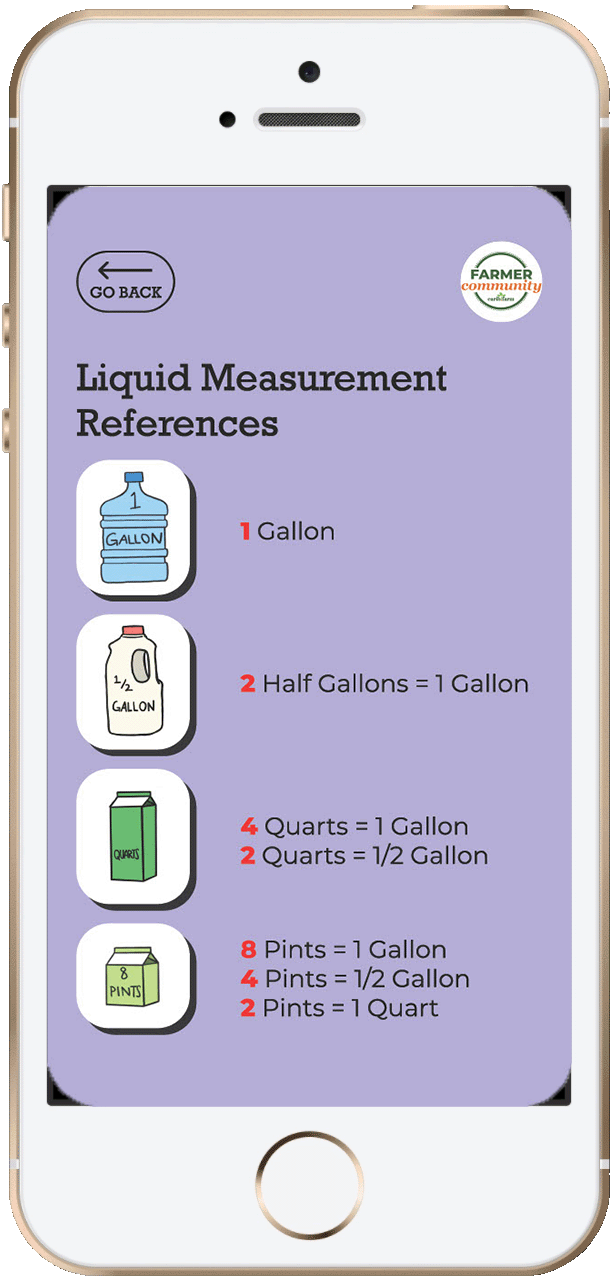 GO BACK
FARMER
community
earth farm
Liquid Measurement
References
1
GALLON
1 Gallon
1/2
GALLON
2 Half Gallons = 1 Gallon
QUARTS
4 Quarts = 1 Gallon
2 Quarts = 1/2 Gallon
8
PINTS
8 Pints = 1 Gallon
4 Pints = 1/2 Gallon
2 Pints = 1 Quart